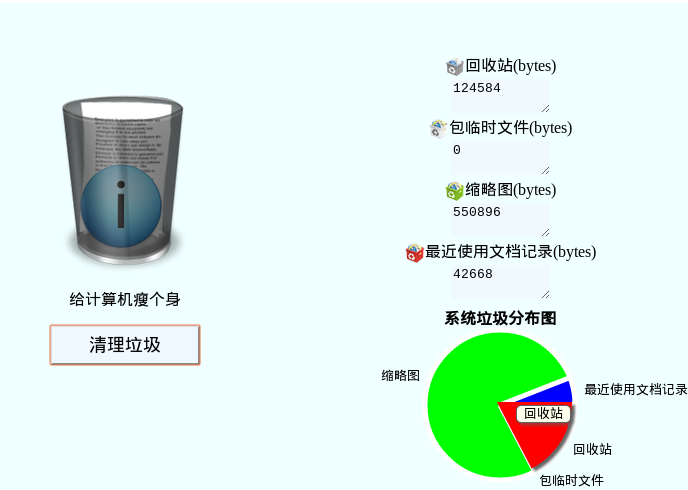 给计算机瘦个身
清理垃圾
回收站(bytes)
124584
包临时文件(bytes)
0
缩略图(bytes)
550896
最近使用文档记录(bytes)
42668
系统垃圾分布图
缩略图
最近使用文档记录
回收站
回收站
包临时文件